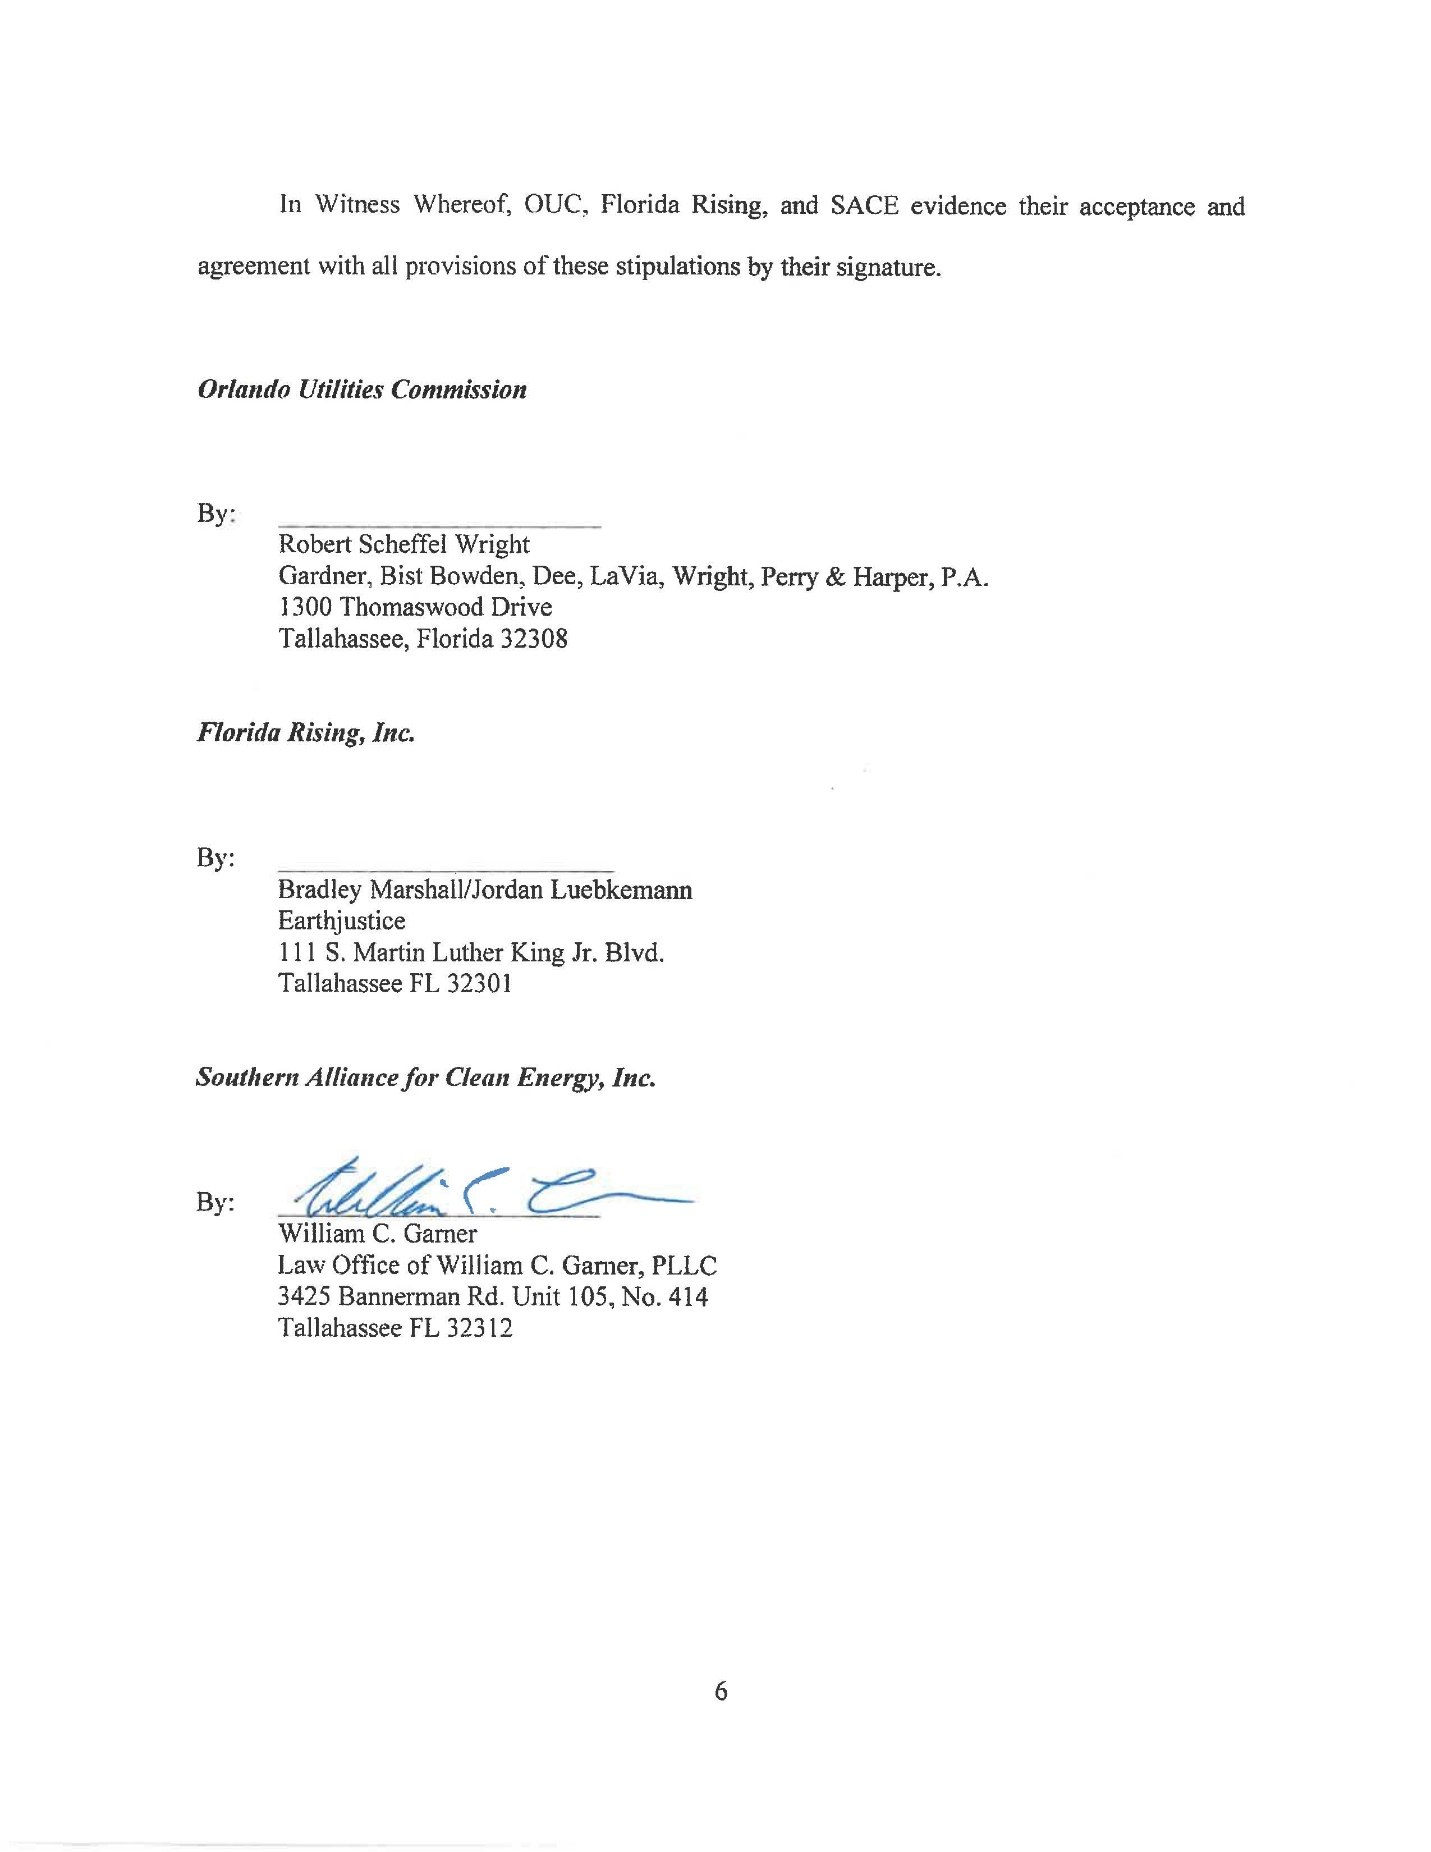 In Witness Whereof, OUC, Florida Rising, and SACE evidence their acceptance and
agreement with all provisions of these stipulations by their signature.
Orlando Utilities Commission
By:
Robert Scheffel Wright
Gardner, Bist Bowden, Dee, LaVia, Wright, Perry & Harper, P.A.
1300 Thomaswood Drive
Tallahassee, Florida 32308
Florida Rising, Inc.
By:
Bradley Marshall/Jordan Luebkemann
Earthjustice
111 S. Martin Luther King Jr. Blvd.
Tallahassee FL 32301
Southern Alliance for Clean Energy, Inc.
By: William C.
William C. Garner
Law Office of William C. Garner, PLLC
3425 Bannerman Rd. Unit 105, No. 414
Tallahassee FL 32312
6